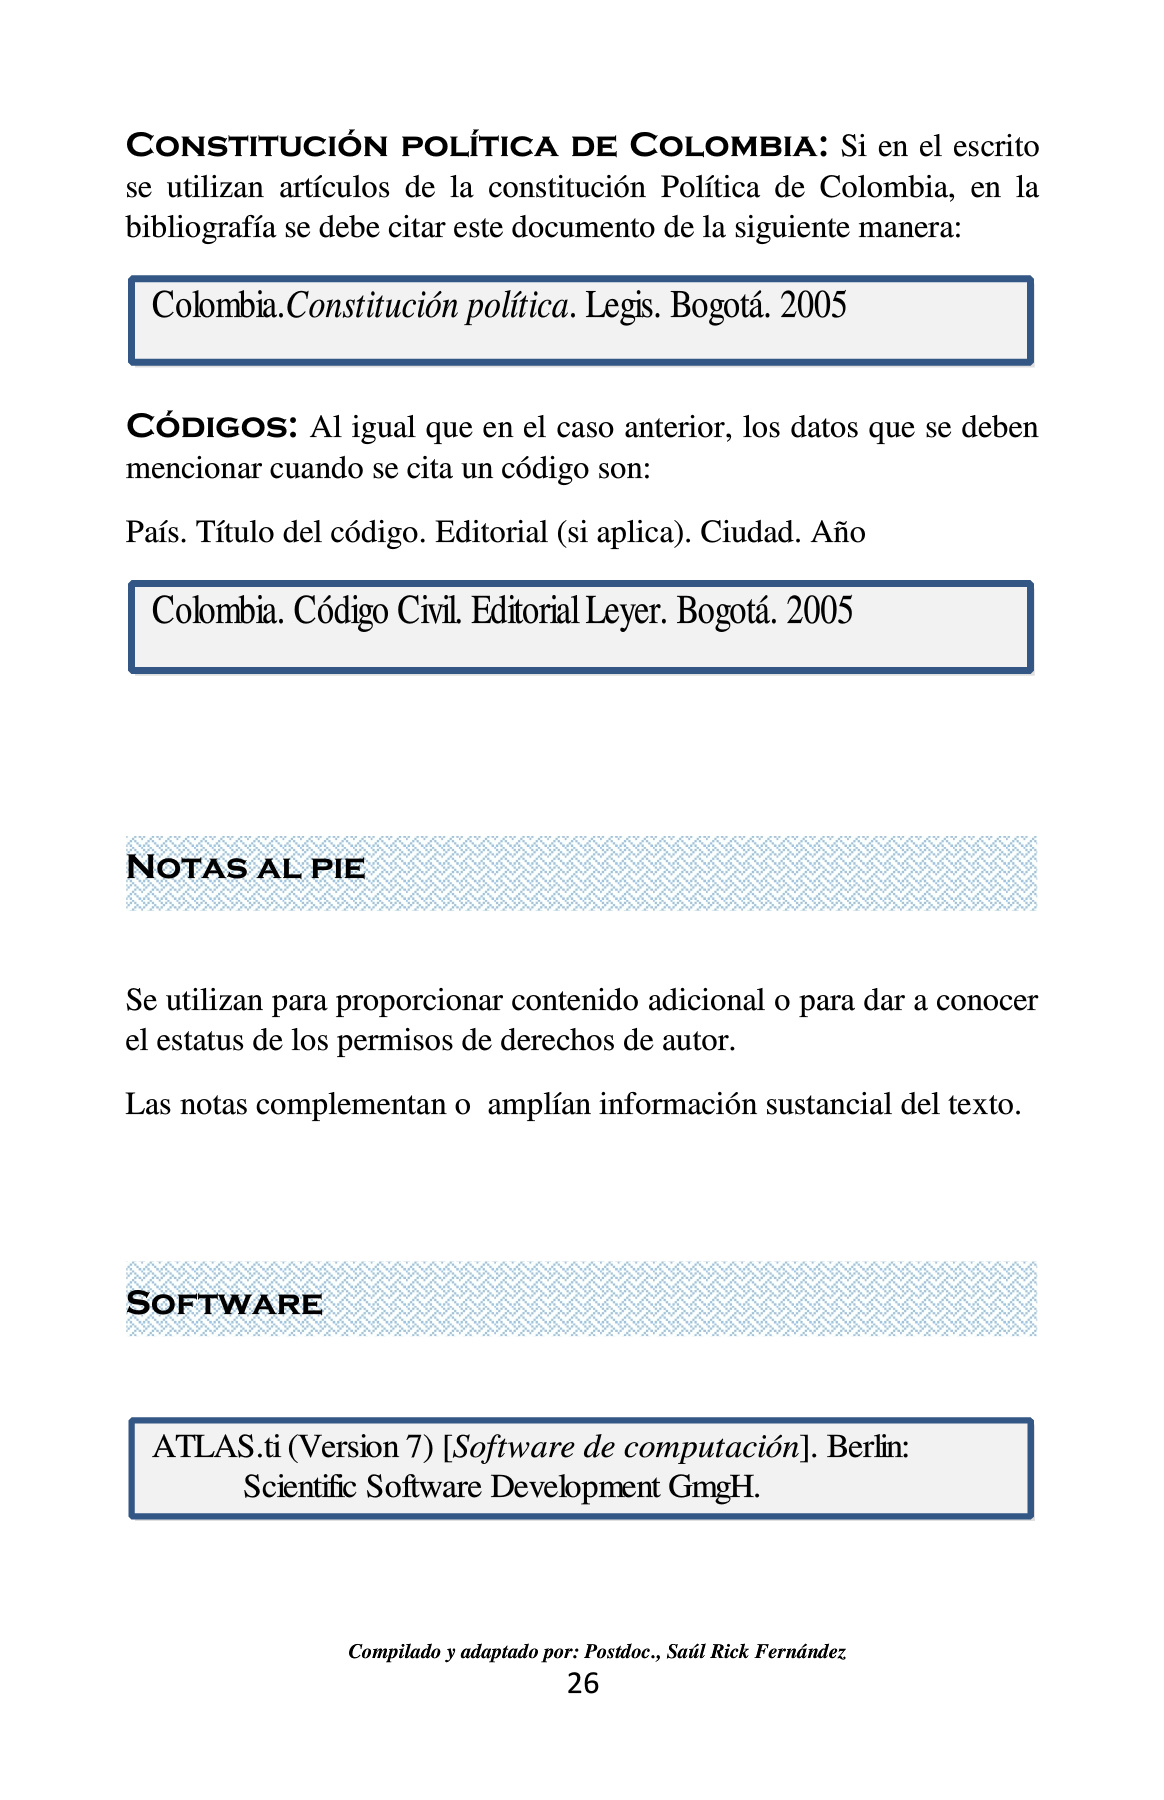 Constitución política de Colombia: Si en el escrito
se utilizan artículos de la constitución Política de Colombia, en la
bibliografía se debe citar este documento de la siguiente manera:
Colombia.Constitución política. Legis. Bogotá. 2005
Códigos: Al igual que en el caso anterior, los datos que se deben
mencionar cuando se cita un código son:
País. Título del código. Editorial (si aplica). Ciudad. Año
Colombia. Código Civil. Editorial Leyer. Bogotá. 2005
Notas al pie
Se utilizan para proporcionar contenido adicional o para dar a conocer
el estatus de los permisos de derechos de autor.
Las notas complementan o  amplían información sustancial del texto.
Software
ATLAS.ti (Version 7) [Software de computación]. Berlin:
Scientific Software Development GmgH.
Compilado y adaptado por: Postdoc., Saúl Rick Fernández
26